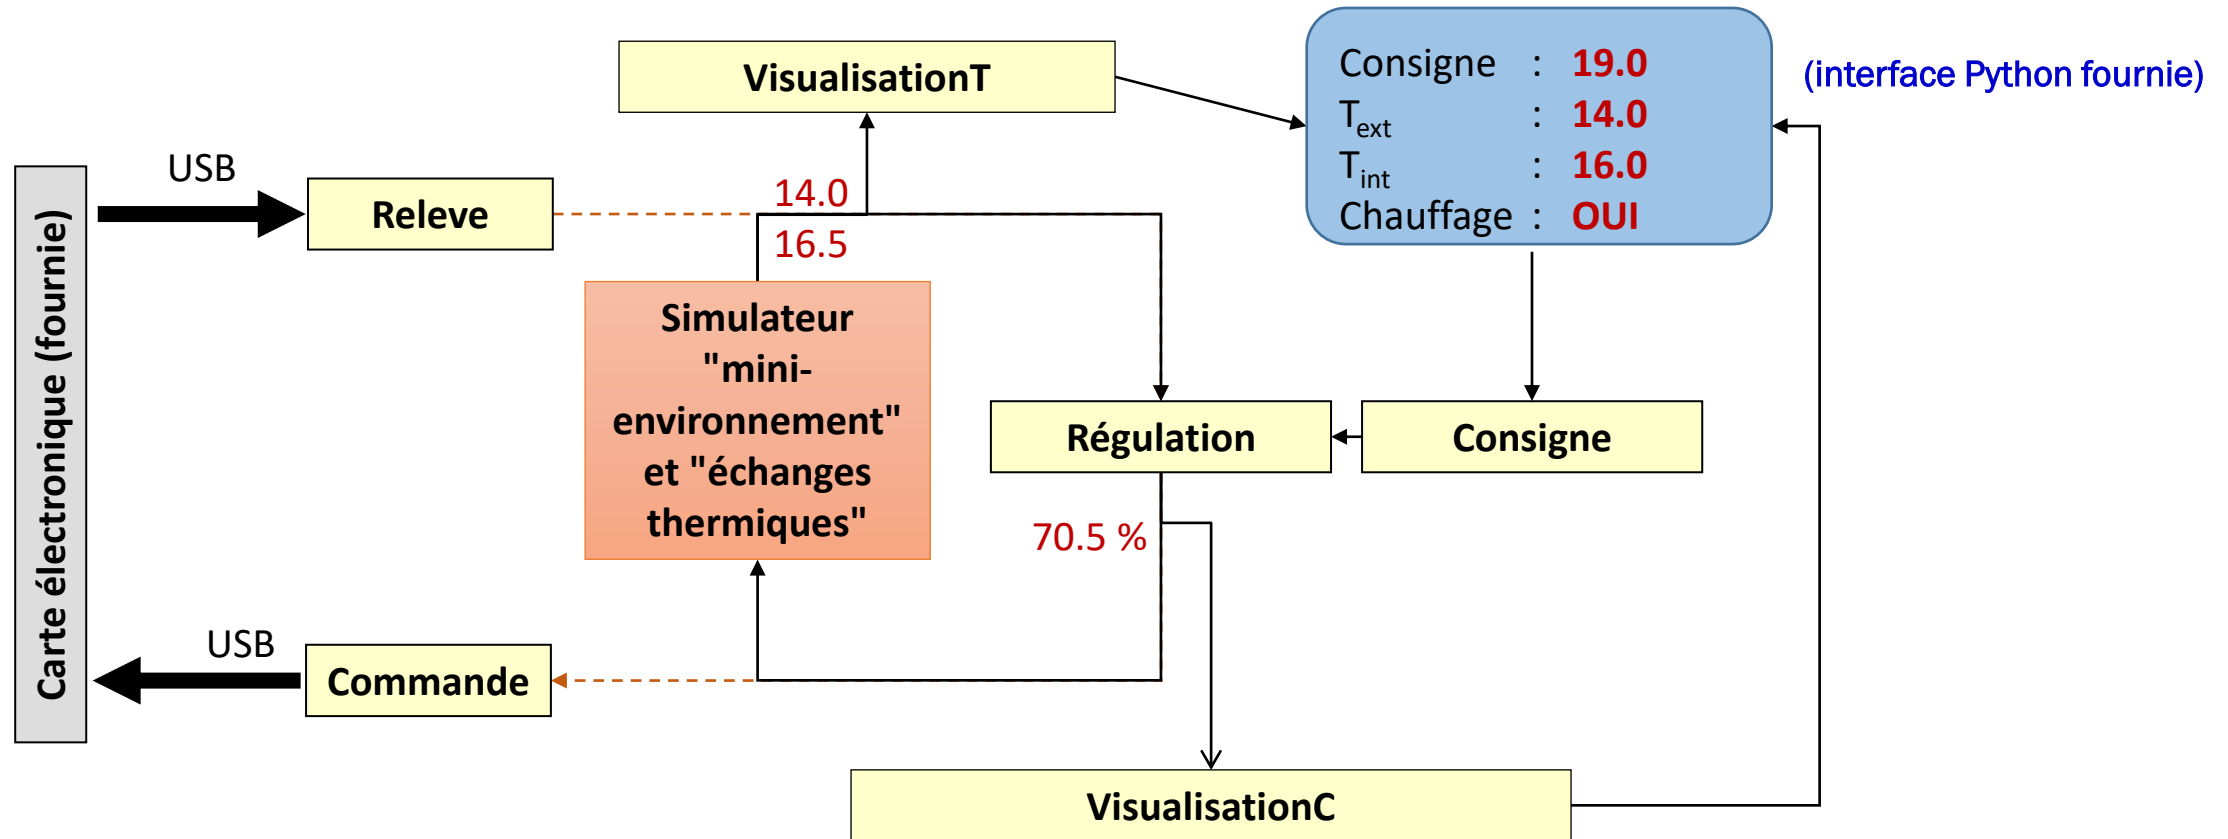 VisualisationT
Consigne : 19.0
Text : 14.0
Tint : 16.0
Chauffage : OUI
(interface Python fournie)
USB
Releve
14.0
16.5
Carte électronique (fournie)
Simulateur
"mini-
environnement"
et "échanges
thermiques"
Régulation
Consigne
70.5 %
USB
Commande
VisualisationC